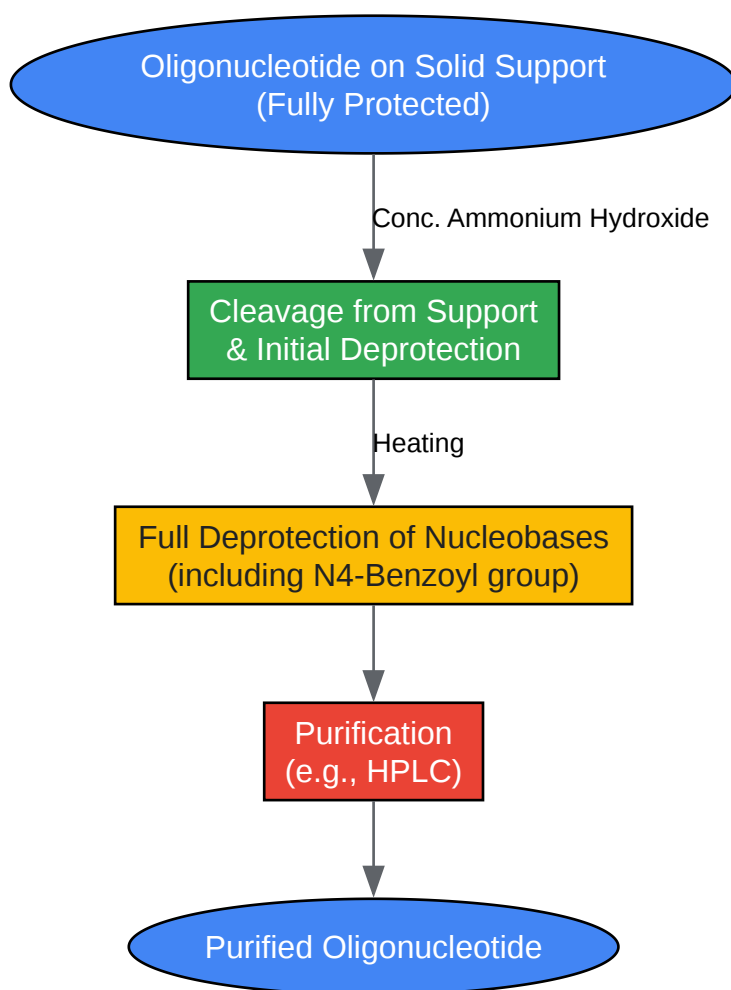 Oligonucleotide on Solid Support
(Fully Protected)
Conc. Ammonium Hydroxide
Cleavage from Support
& Initial Deprotection
Heating
Full Deprotection of Nucleobases
(including N4-Benzoyl group)
Purification
(e.g., HPLC)
Purified Oligonucleotide